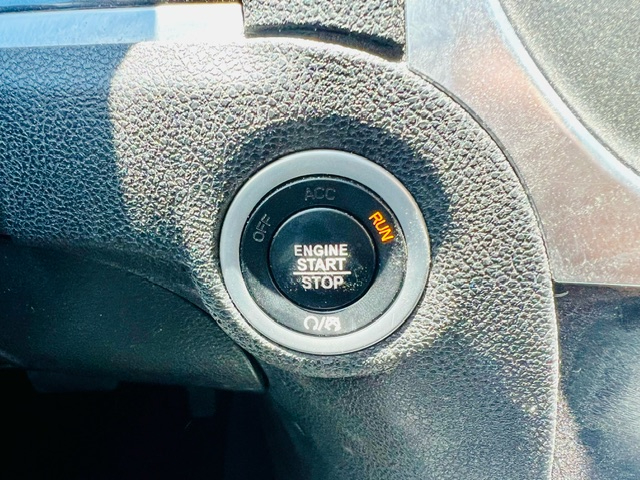 ACC
OFF
RUN
ENGINE
START
STOP